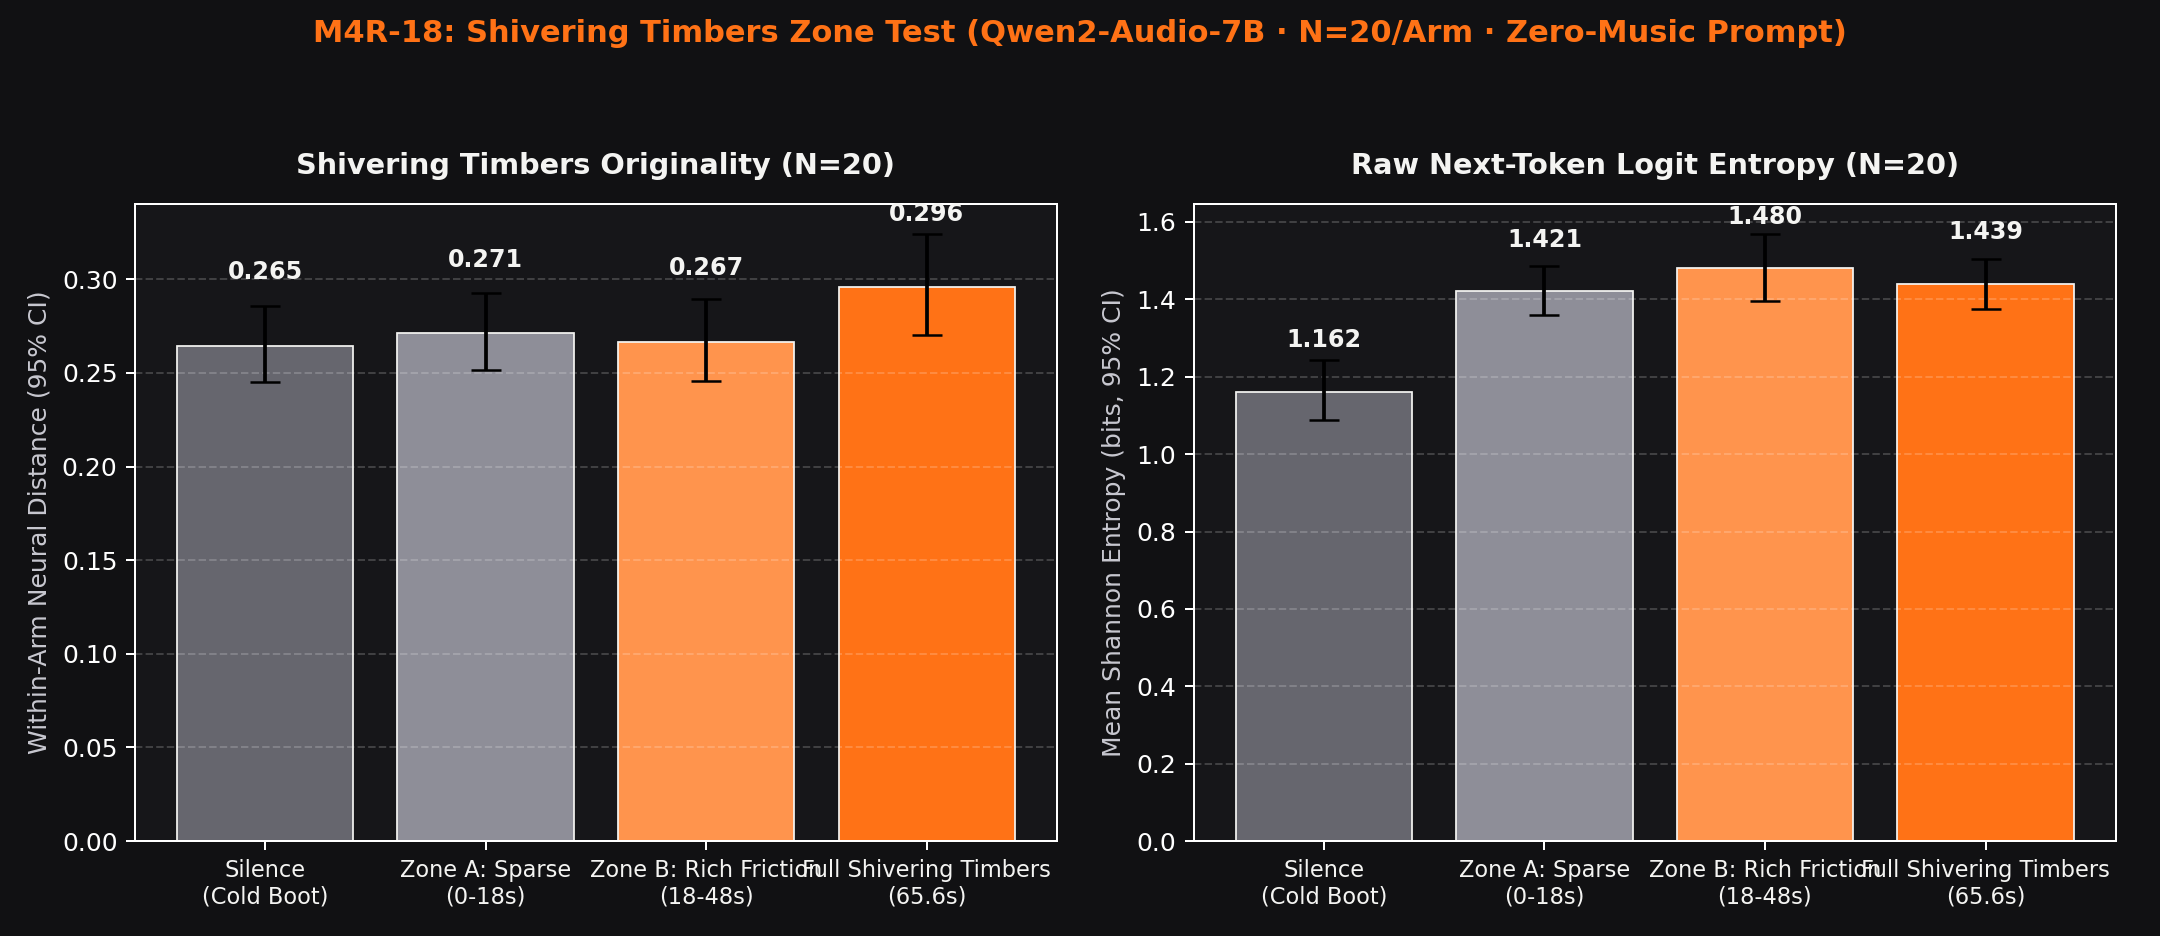 M4R-18: Shivering Timbers Zone Test (Qwen2-Audio-7B · N=20/Arm · Zero-Music Prompt)
Shivering Timbers Originality (N=20)
Within-Arm Neural Distance (95% CI)
0.30
0.25
0.20
0.15
0.10
0.05
0.00
0.265
0.271
0.267
0.296
Silence
(Cold Boot)
Zone A: Sparse
(0-18s)
Zone B: Rich Friction
(18-48s)
Full Shivering Timbers
(65.6s)
Raw Next-Token Logit Entropy (N=20)
Mean Shannon Entropy (bits, 95% CI)
1.6
1.4
1.2
1.0
0.8
0.6
0.4
0.2
0.0
1.162
1.421
1.480
1.439
Silence
(Cold Boot)
Zone A: Sparse
(0-18s)
Zone B: Rich Friction
(18-48s)
Full Shivering Timbers
(65.6s)